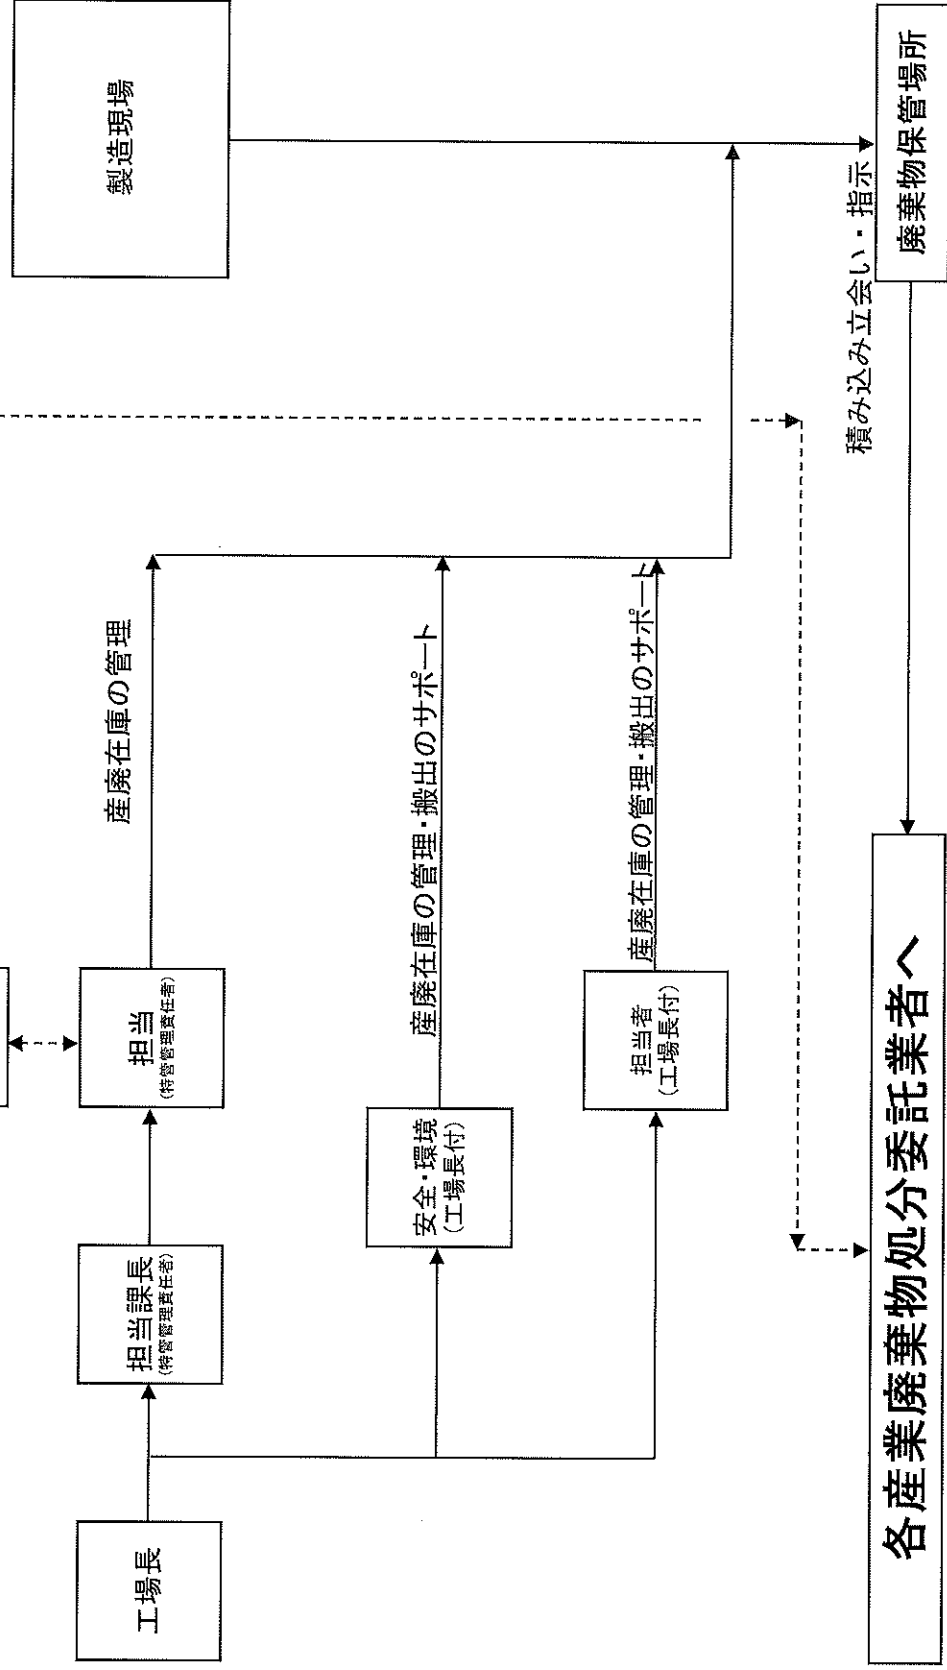 工場長
担当課長
(特管管理責任者)
担当
(特管管理責任者)
産廃在庫の管理
製造現場
安全・環境
(工場長付)
産廃在庫の管理・搬出のサポート
担当者
(工場長付)
産廃在庫の管理・搬出のサポート
積み込み立会い・指示
各産業廃棄物処分委託業者へ
廃棄物保管場所